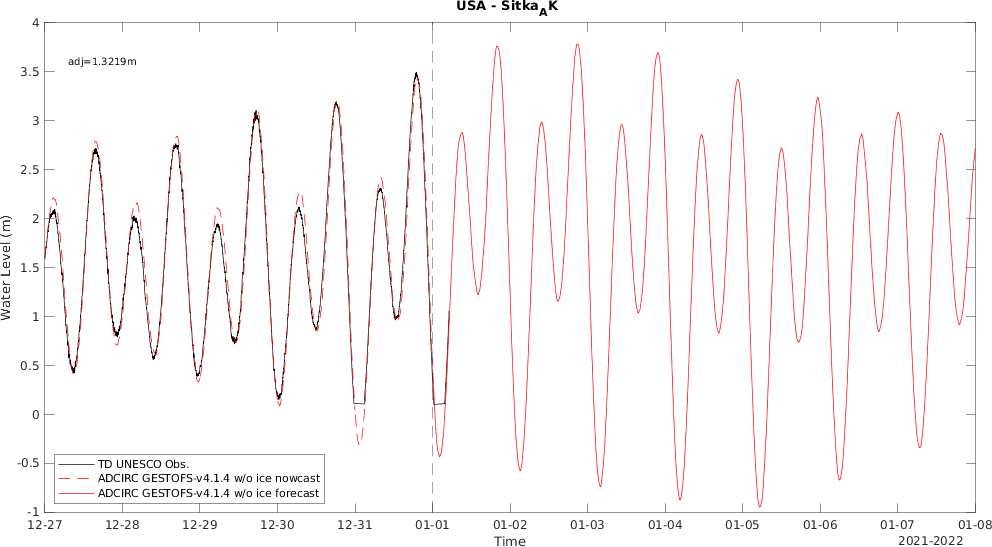 USA - Sitka_AK
4
adj=1.3219m
3.5
3
2.5
2
1.5
1
0.5
0
-0.5
-1
Water Level (m)
TD UNESCO Obs.
ADCIRC GESTOFS-v4.1.4 w/o ice nowcast
ADCIRC GESTOFS-v4.1.4 w/o ice forecast
12-27 12-28 12-29 12-30 12-31 01-01 01-02 01-03 01-04 01-05 01-06 01-07 01-08
Time
2021-2022